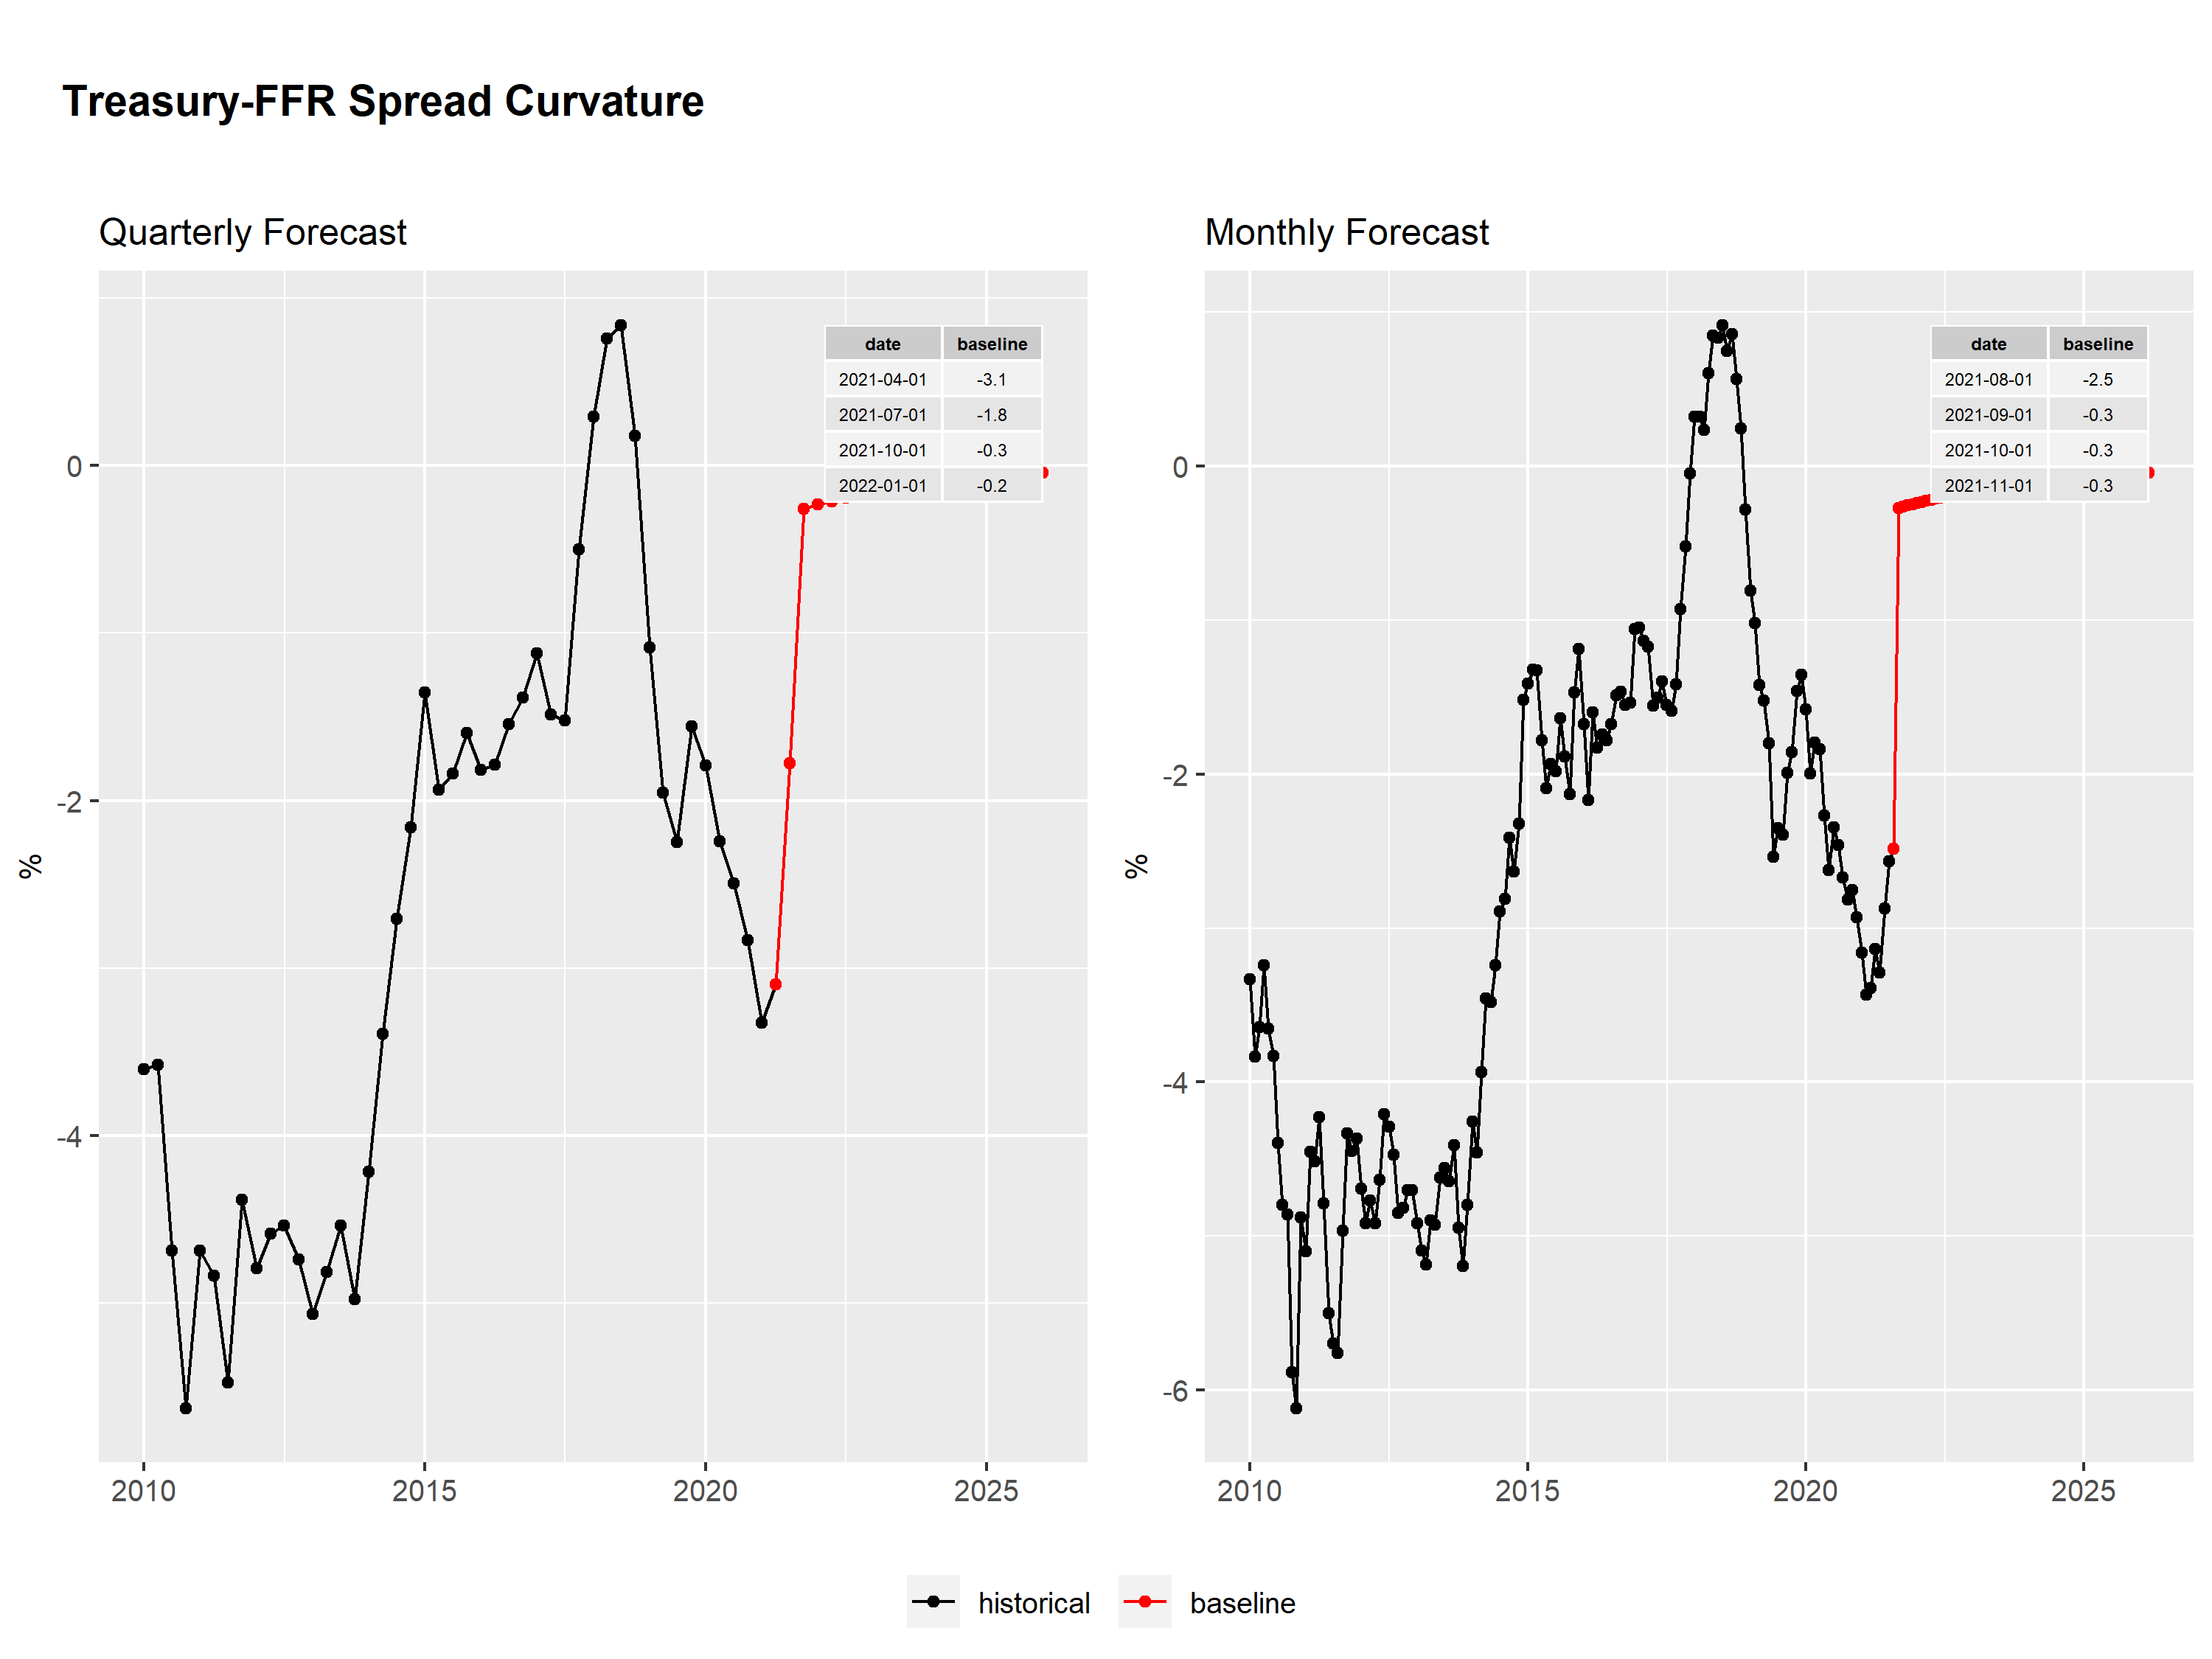 Treasury-FFR Spread Curvature
Quarterly Forecast
%
0
-2
-4
2010 2015 2020 2025
date baseline
2021-04-01 -3.1
2021-07-01 -1.8
2021-10-01 -0.3
2022-01-01 -0.2
Monthly Forecast
%
0
-2
-4
-6
2010 2015 2020 2025
date baseline
2021-08-01 -2.5
2021-09-01 -0.3
2021-10-01 -0.3
2021-11-01 -0.3
historical baseline